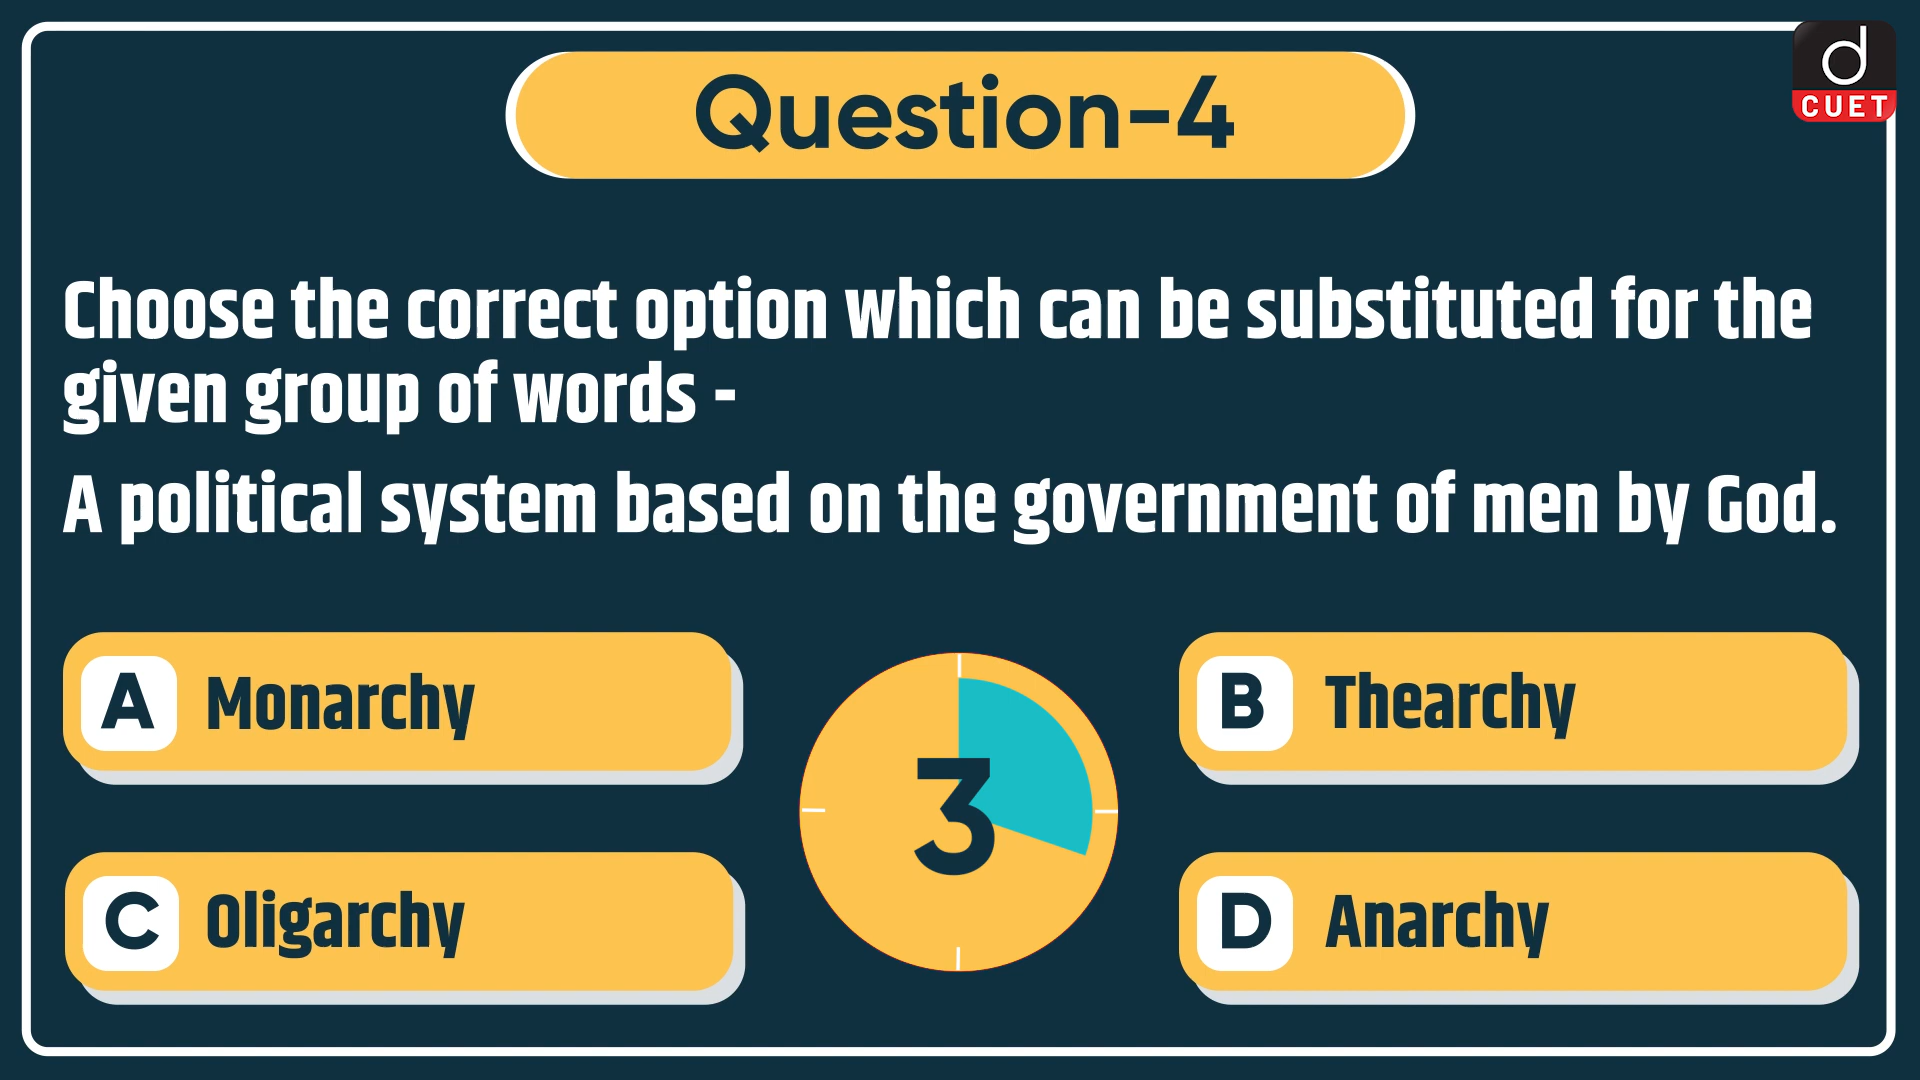 d
CUET
Question-4
Choose the correct option which can be substituted for the
given group of words -
A political system based on the government of men by God.
A Monarchy
B Thearchy
3
C Oligarchy
D Anarchy